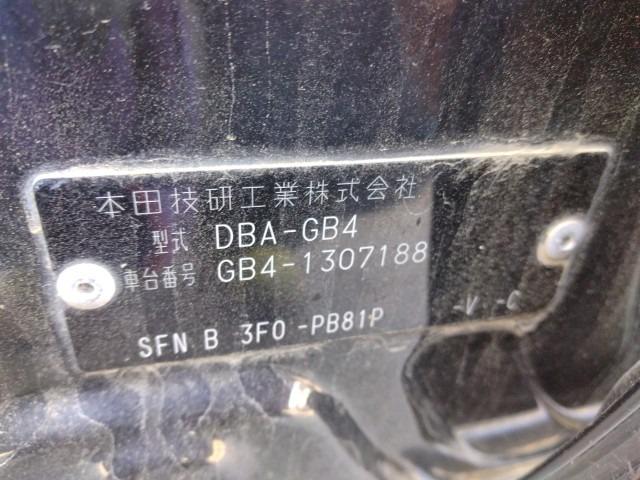 本田技研工業株式会社
型式 DBA-GB4
車台番号 GB4-1307188
SFN B 3F0 -PB81P -V -C